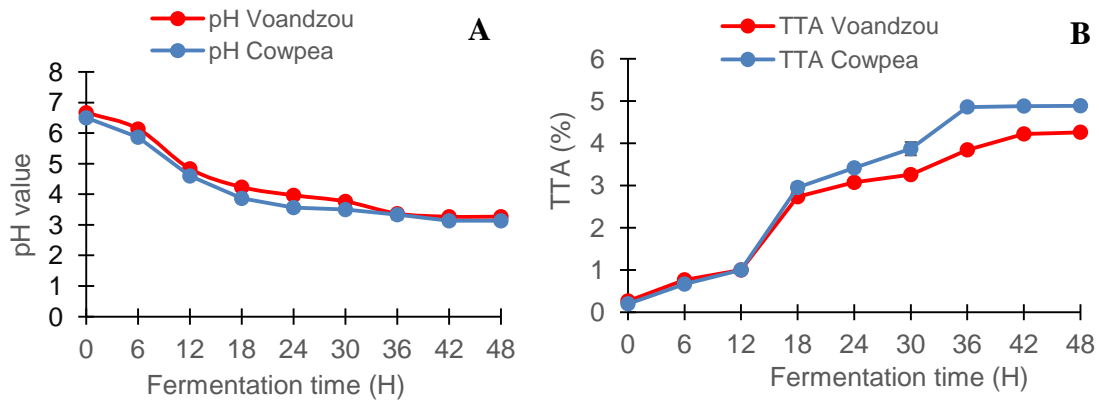 pH Voandzou
pH Cowpea
A
8
7
6
5
4
3
2
1
0
pH value
0 6 12 18 24 30 36 42 48
Fermentation time (H)
TTA Voandzou
TTA Cowpea
B
6
5
4
3
2
1
0
TTA (%)
0 6 12 18 24 30 36 42 48
Fermentation time (H)